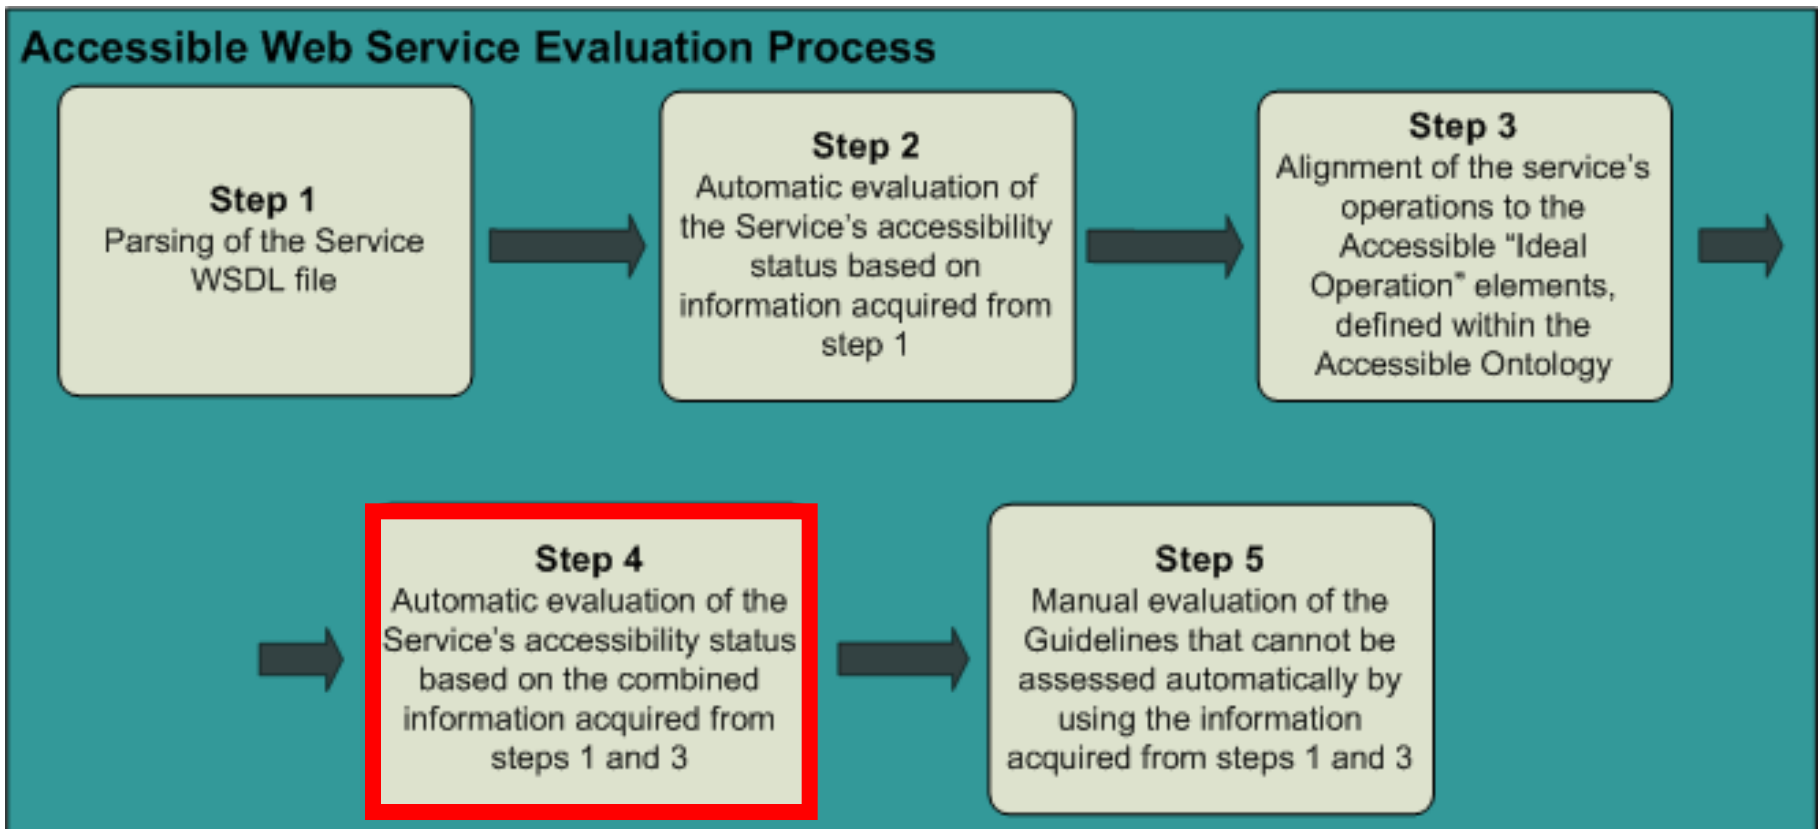 Accessible Web Service Evaluation Process
Step 1
Parsing of the Service
WSDL file
Step 2
Automatic evaluation of
the Service's accessibility
status based on
information acquired from
step 1
Step 3
Alignment of the service's
operations to the
Accessible “Ideal
Operation” elements,
defined within the
Accessible Ontology
Step 4
Automatic evaluation of the
Service's accessibility status
based on the combined
information acquired from
steps 1 and 3
Step 5
Manual evaluation of the
Guidelines that cannot be
assessed automatically by
using the information
acquired from steps 1 and 3